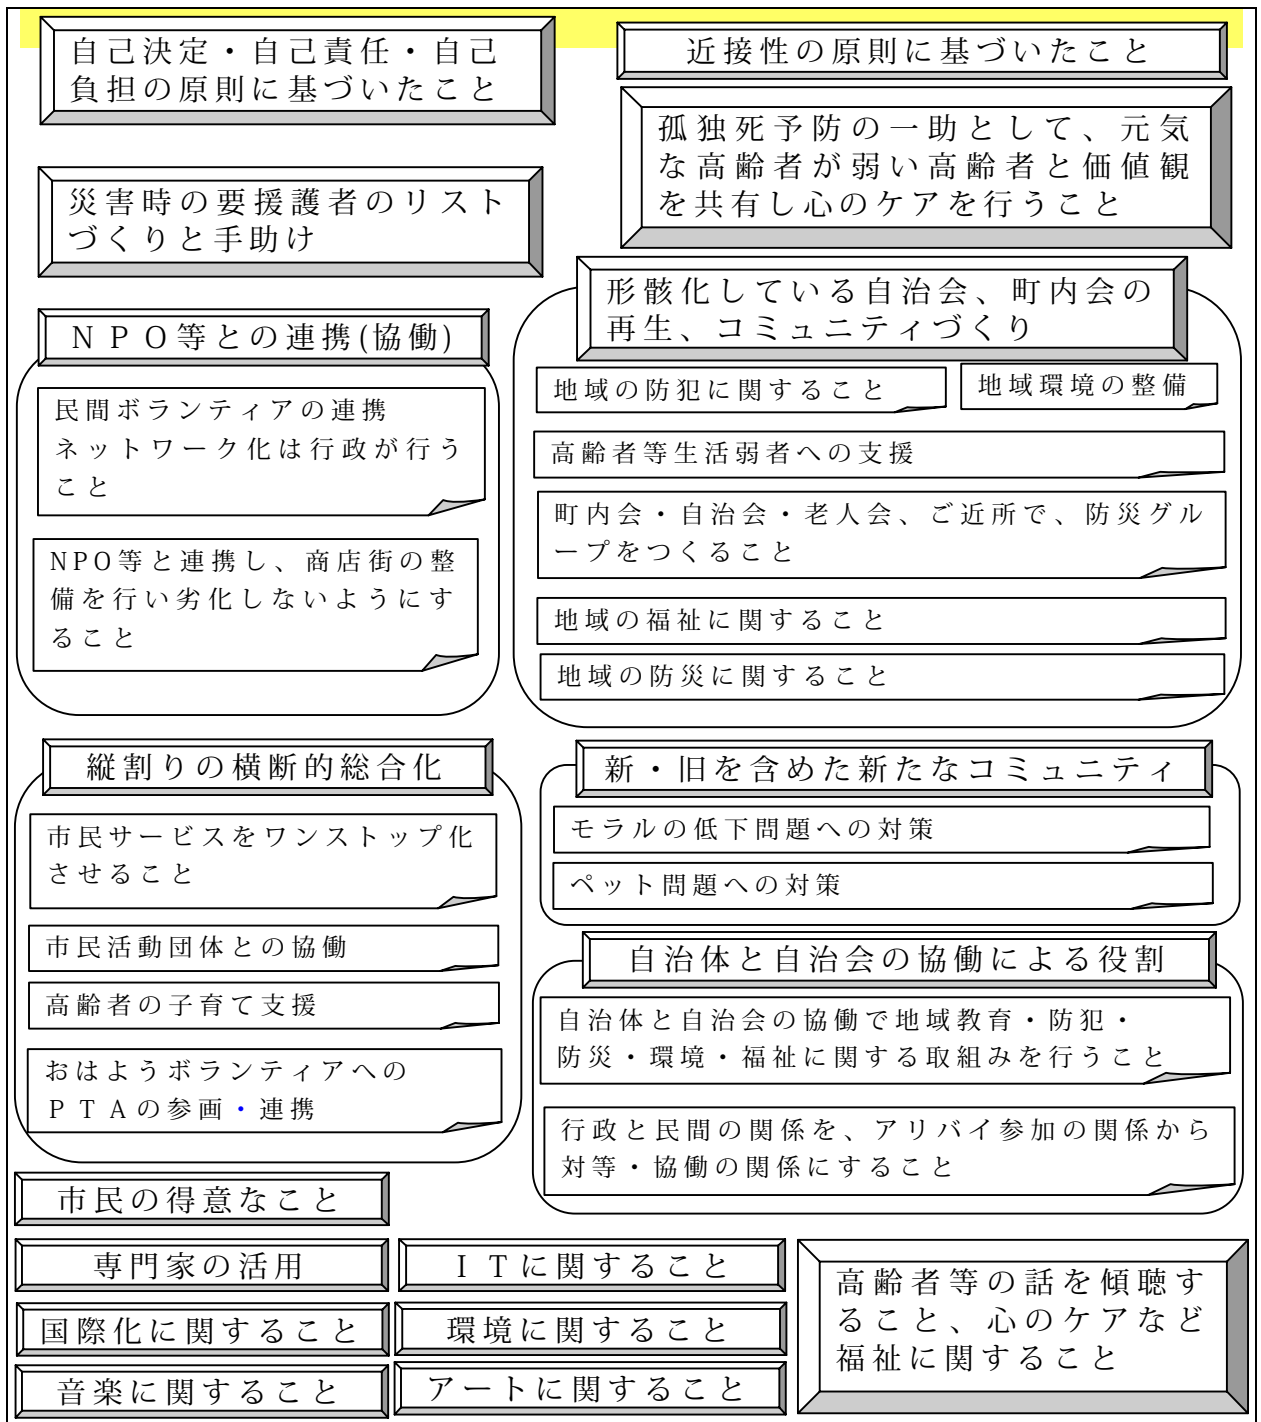 自己決定・自己責任・自己
負担の原則に基づいたこと
近接性の原則に基づいたこと
孤独死予防の一助として、元気
な高齢者が弱い高齢者と価値観
を共有し心のケアを行うこと
災害時の要援護者のリスト
づくりと手助け
形骸化している自治会、町内会の
再生、コミュニティづくり
地域の防犯に関すること
地域環境の整備
高齢者等生活弱者への支援
町内会・自治会・老人会、ご近所で、防災グル
ープをつくること
地域の福祉に関すること
地域の防災に関すること
ＮＰＯ等との連携(協働)
民間ボランティアの連携
ネットワーク化は行政が行う
こと
NPO等と連携し、商店街の整
備を行い劣化しないようにす
ること
縦割りの横断的総合化
市民サービスをワンストップ化
させること
市民活動団体との協働
高齢者の子育て支援
おはようボランティアへの
ＰＴＡの参画・連携
新・旧を含めた新たなコミュニティ
モラルの低下問題への対策
ペット問題への対策
自治体と自治会の協働による役割
自治体と自治会の協働で地域教育・防犯・
防災・環境・福祉に関する取組みを行うこと
行政と民間の関係を、アリバイ参加の関係から
対等・協働の関係にすること
市民の得意なこと
専門家の活用
ＩＴに関すること
国際化に関すること
環境に関すること
音楽に関すること
アートに関すること
高齢者等の話を傾聴す
ること、心のケアなど
福祉に関すること